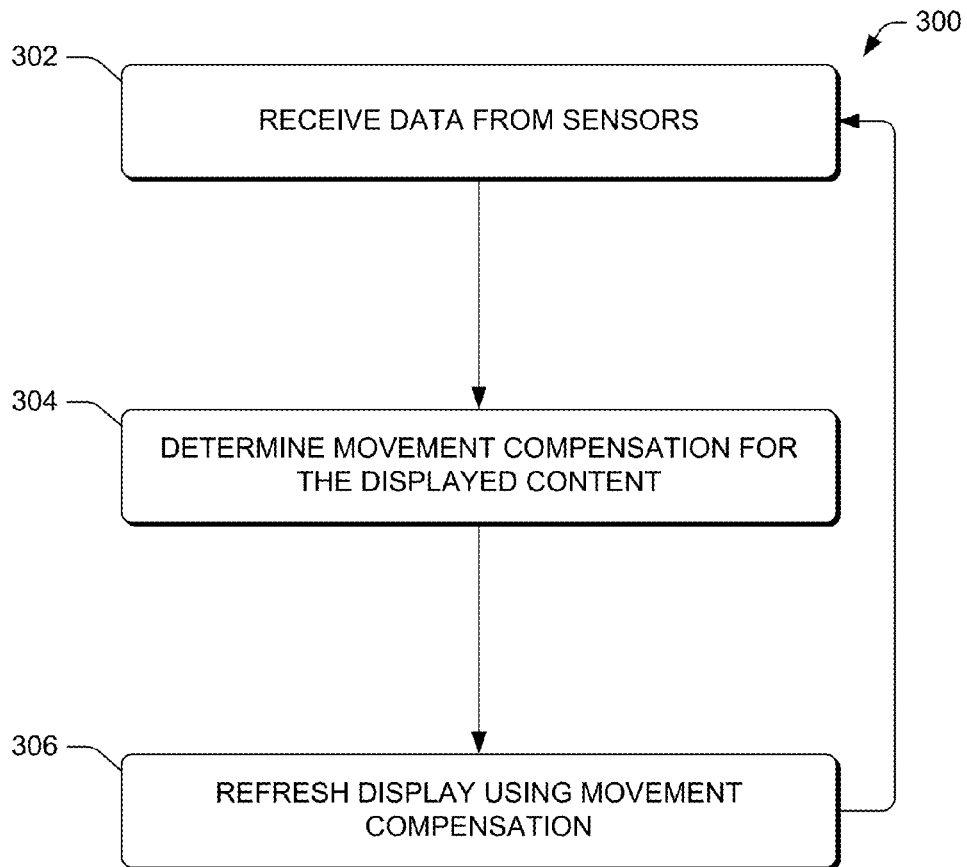 300
302
RECEIVE DATA FROM SENSORS
304
DETERMINE MOVEMENT COMPENSATION FOR
THE DISPLAYED CONTENT
306
REFRESH DISPLAY USING MOVEMENT
COMPENSATION